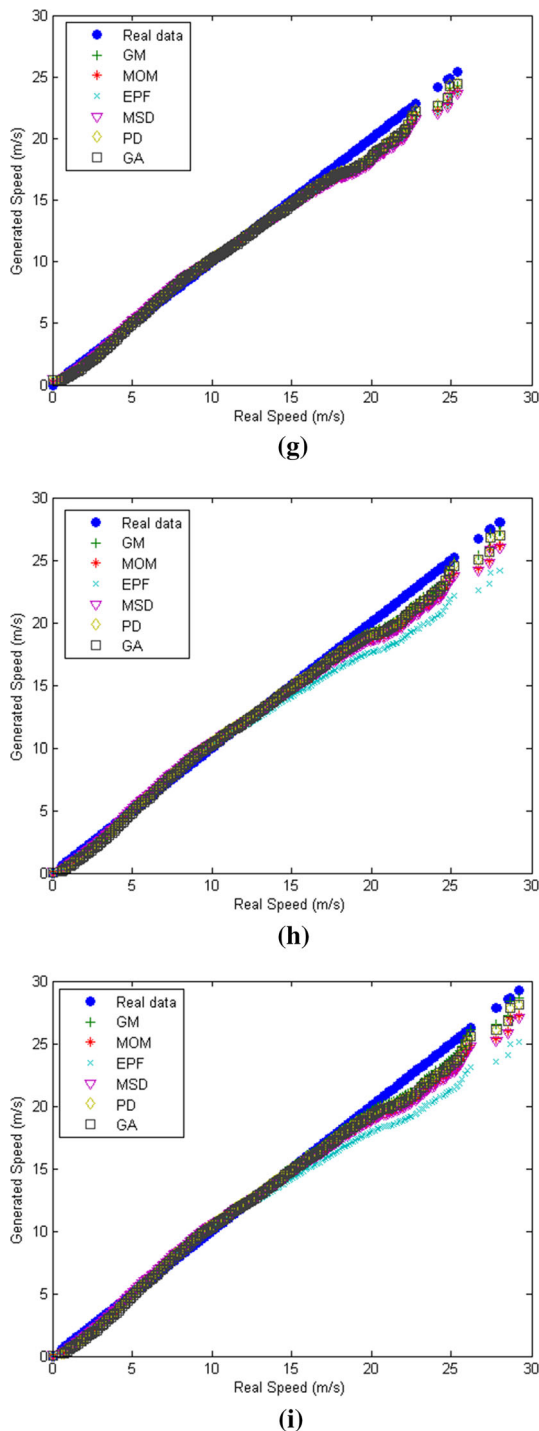 30
25
20
15
10
5
0
Generated Speed (m/s)
Real data
GM
MOM
EPF
MSD
PD
GA
0 5 10 15 20 25 30
Real Speed (m/s)
(g)
30
25
20
15
10
5
0
Generated Speed (m/s)
Real data
GM
MOM
EPF
MSD
PD
GA
0 5 10 15 20 25 30
Real Speed (m/s)
(h)
30
25
20
15
10
5
0
Generated Speed (m/s)
Real data
GM
MOM
EPF
MSD
PD
GA
0 5 10 15 20 25 30
Real Speed (m/s)
(i)